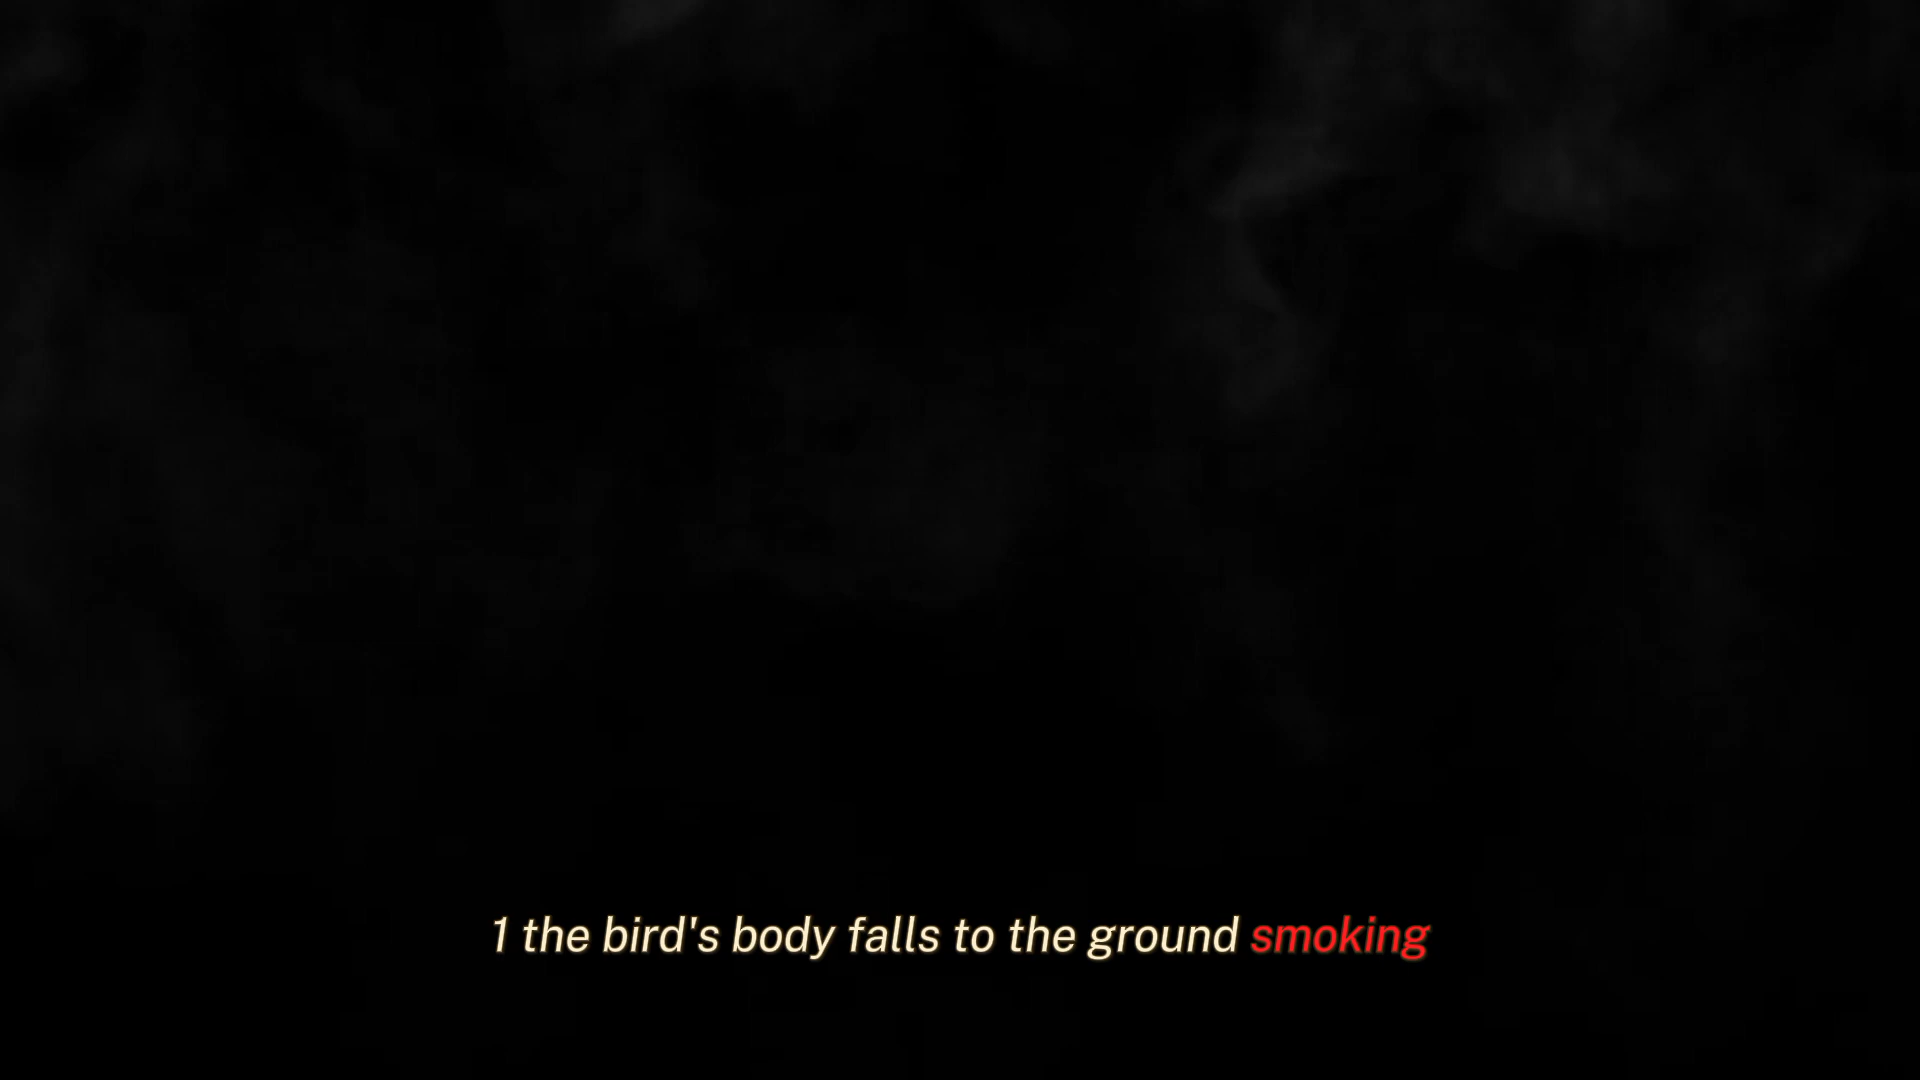 1 the bird's body falls to the ground smoking